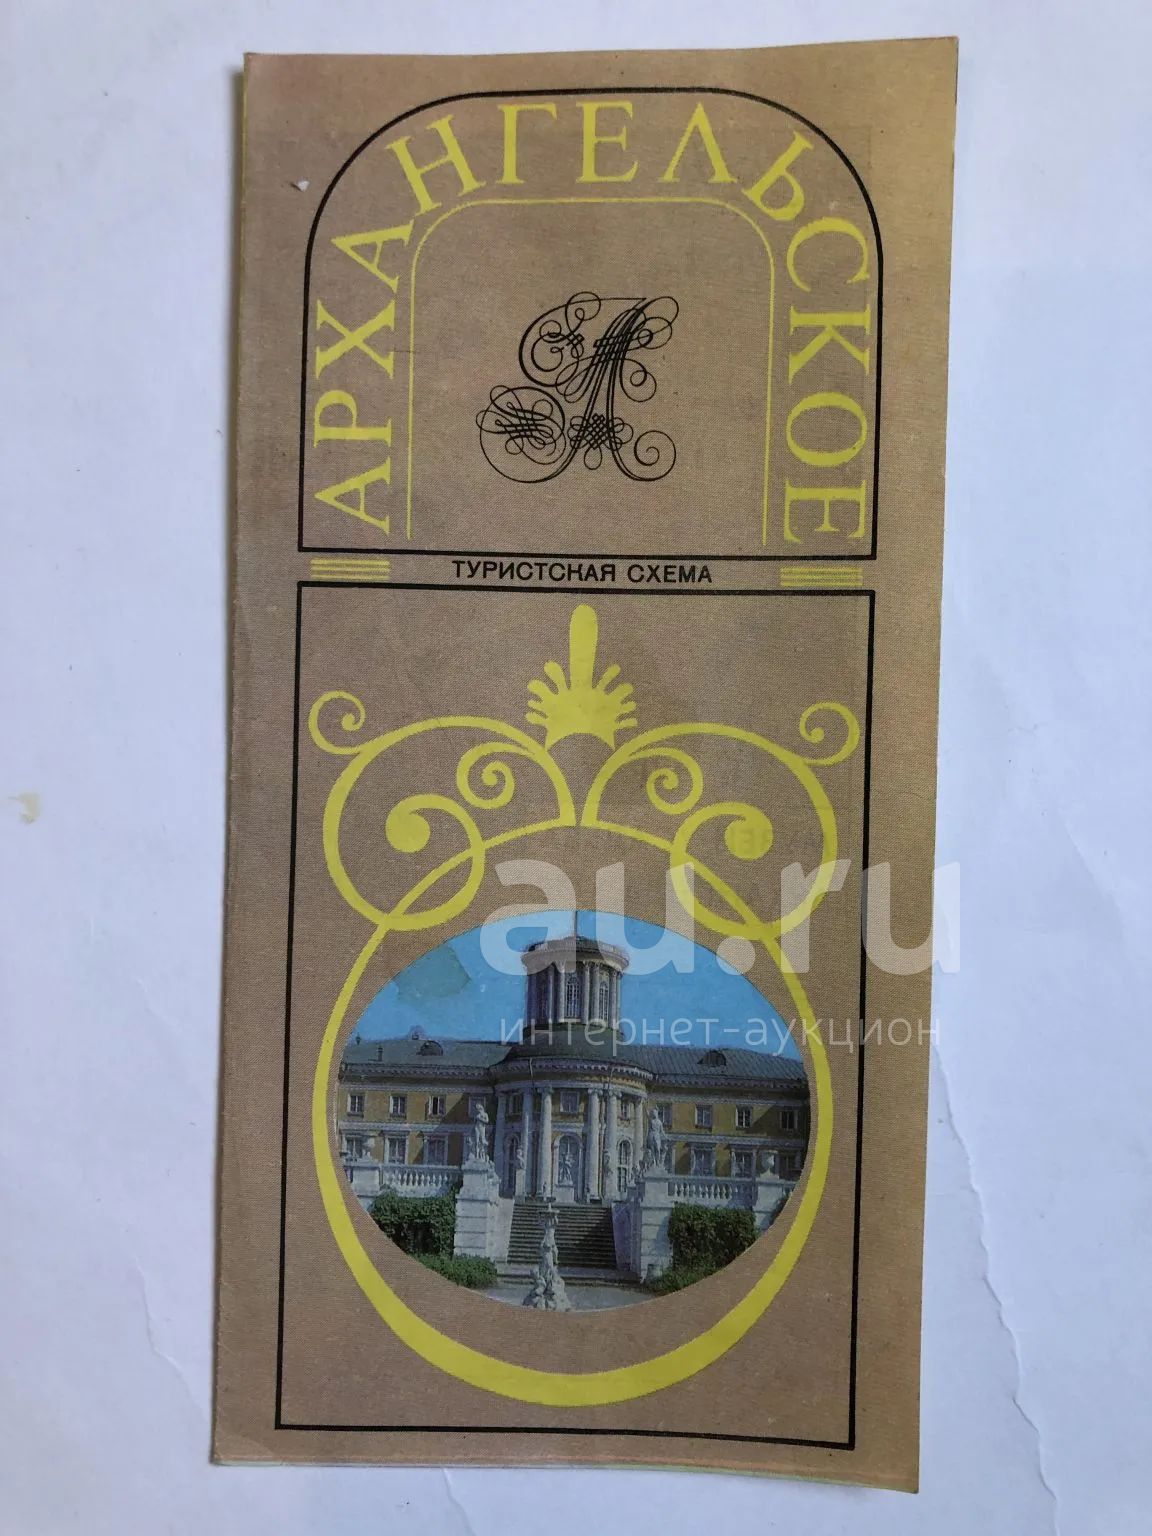 АРХАНГЕЛЬСКОЕ
А
ТУРИСТСКАЯ СХЕМА
au.ru
интернет-аукцион